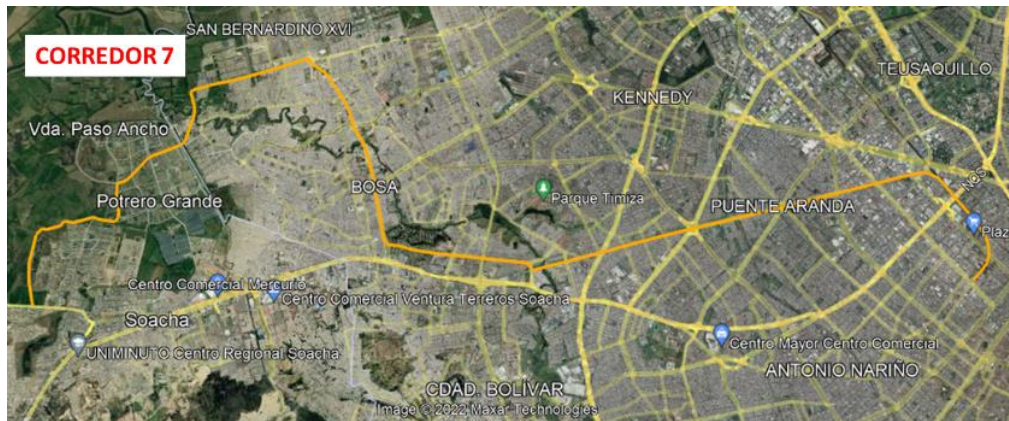 SAN BERNARDINO XVI
CORREDOR 7
TEUSAQUILLO
KENNEDY
Vda. Paso Ancho
BOSA
Parque Timiza
NQS
Potrero Grande
PUENTE ARANDA
Plaz
Centro Comercial Mercurio
Centro Comercial Ventura Terreros Soacha
Soacha
UNIMINUTO Centro Regional Soacha
Centro Mayor Centro Comercial
ANTONIO NARIÑO
CDAD. BOLÍVAR
Image © 2022 Maxar Technologies